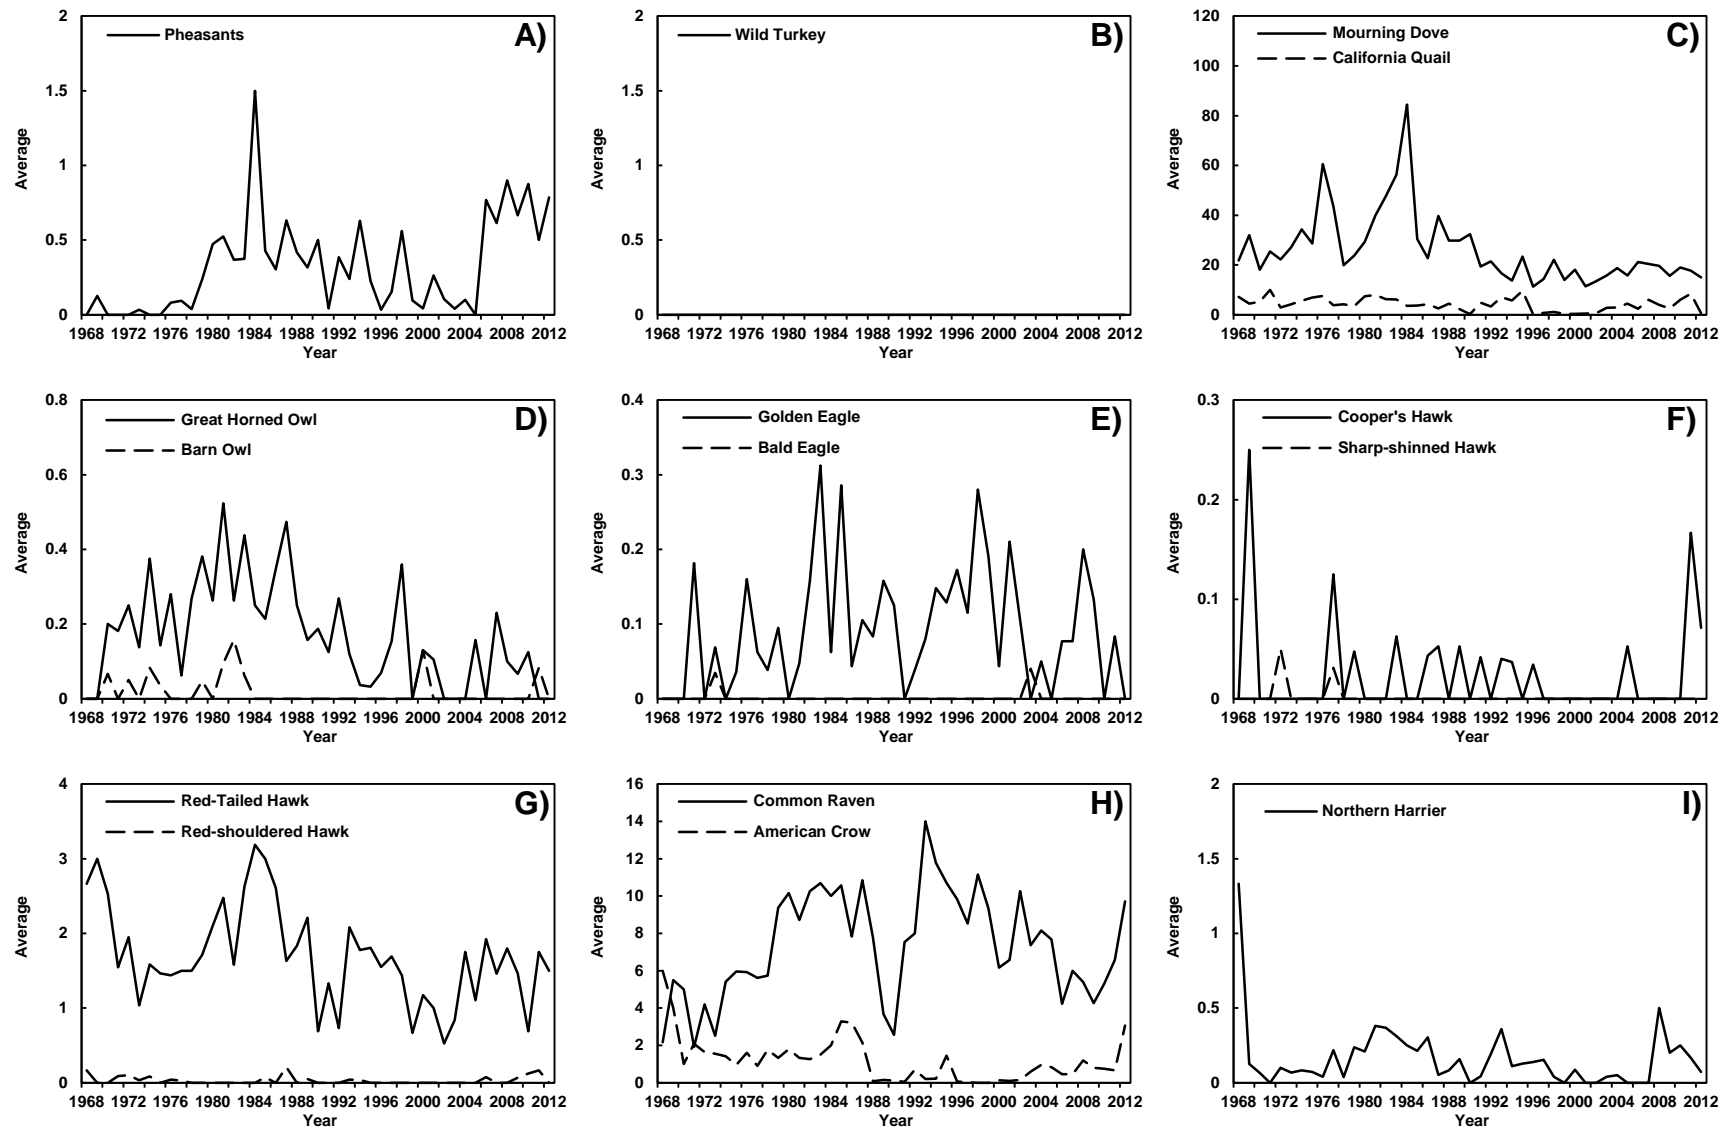 Pheasants
A)
2
1.5
1
0.5
0
Average
1968 1972 1976 1980 1984 1988 1992 1996 2000 2004 2008 2012
Year
Wild Turkey
B)
2
1.5
1
0.5
0
Average
1968 1972 1976 1980 1984 1988 1992 1996 2000 2004 2008 2012
Year
Mourning Dove
California Quail
C)
120
100
80
60
40
20
0
Average
1968 1972 1976 1980 1984 1988 1992 1996 2000 2004 2008 2012
Year
Great Horned Owl
Barn Owl
D)
0.8
0.6
0.4
0.2
0
Average
1968 1972 1976 1980 1984 1988 1992 1996 2000 2004 2008 2012
Year
Golden Eagle
Bald Eagle
E)
0.4
0.3
0.2
0.1
0
Average
1968 1972 1976 1980 1984 1988 1992 1996 2000 2004 2008 2012
Year
Cooper's Hawk
Sharp-shinned Hawk
F)
0.3
0.2
0.1
0
Average
1968 1972 1976 1980 1984 1988 1992 1996 2000 2004 2008 2012
Year
Red-Tailed Hawk
Red-shouldered Hawk
G)
4
3
2
1
0
Average
1968 1972 1976 1980 1984 1988 1992 1996 2000 2004 2008 2012
Year
Common Raven
American Crow
H)
16
14
12
10
8
6
4
2
0
Average
1968 1972 1976 1980 1984 1988 1992 1996 2000 2004 2008 2012
Year
Northern Harrier
I)
2
1.5
1
0.5
0
Average
1968 1972 1976 1980 1984 1988 1992 1996 2000 2004 2008 2012
Year